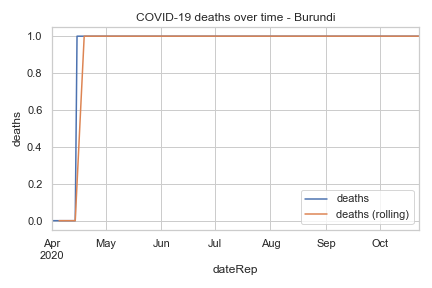 COVID-19 deaths over time - Burundi
deaths
1.0
0.8
0.6
0.4
0.2
0.0
deaths
deaths (rolling)
Apr May Jun Jul Aug Sep Oct
2020
dateRep